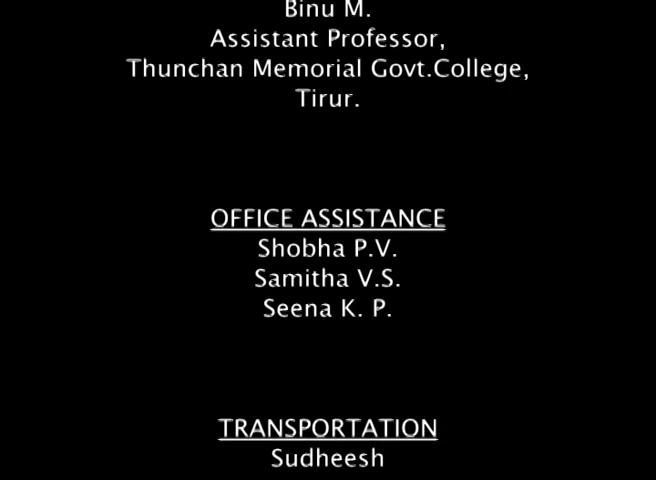 Binu M.
Assistant Professor,
Thunchan Memorial Govt.College,
Tirur.
OFFICE ASSISTANCE
Shobha P.V.
Samitha V.S.
Seena K. P.
TRANSPORTATION
Sudheesh